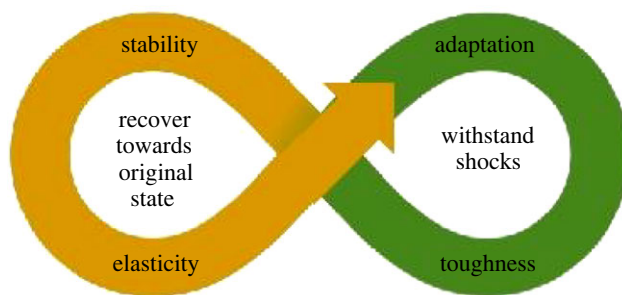 stability
adaptation
recover
towards
original
state
withstand
shocks
elasticity
toughness